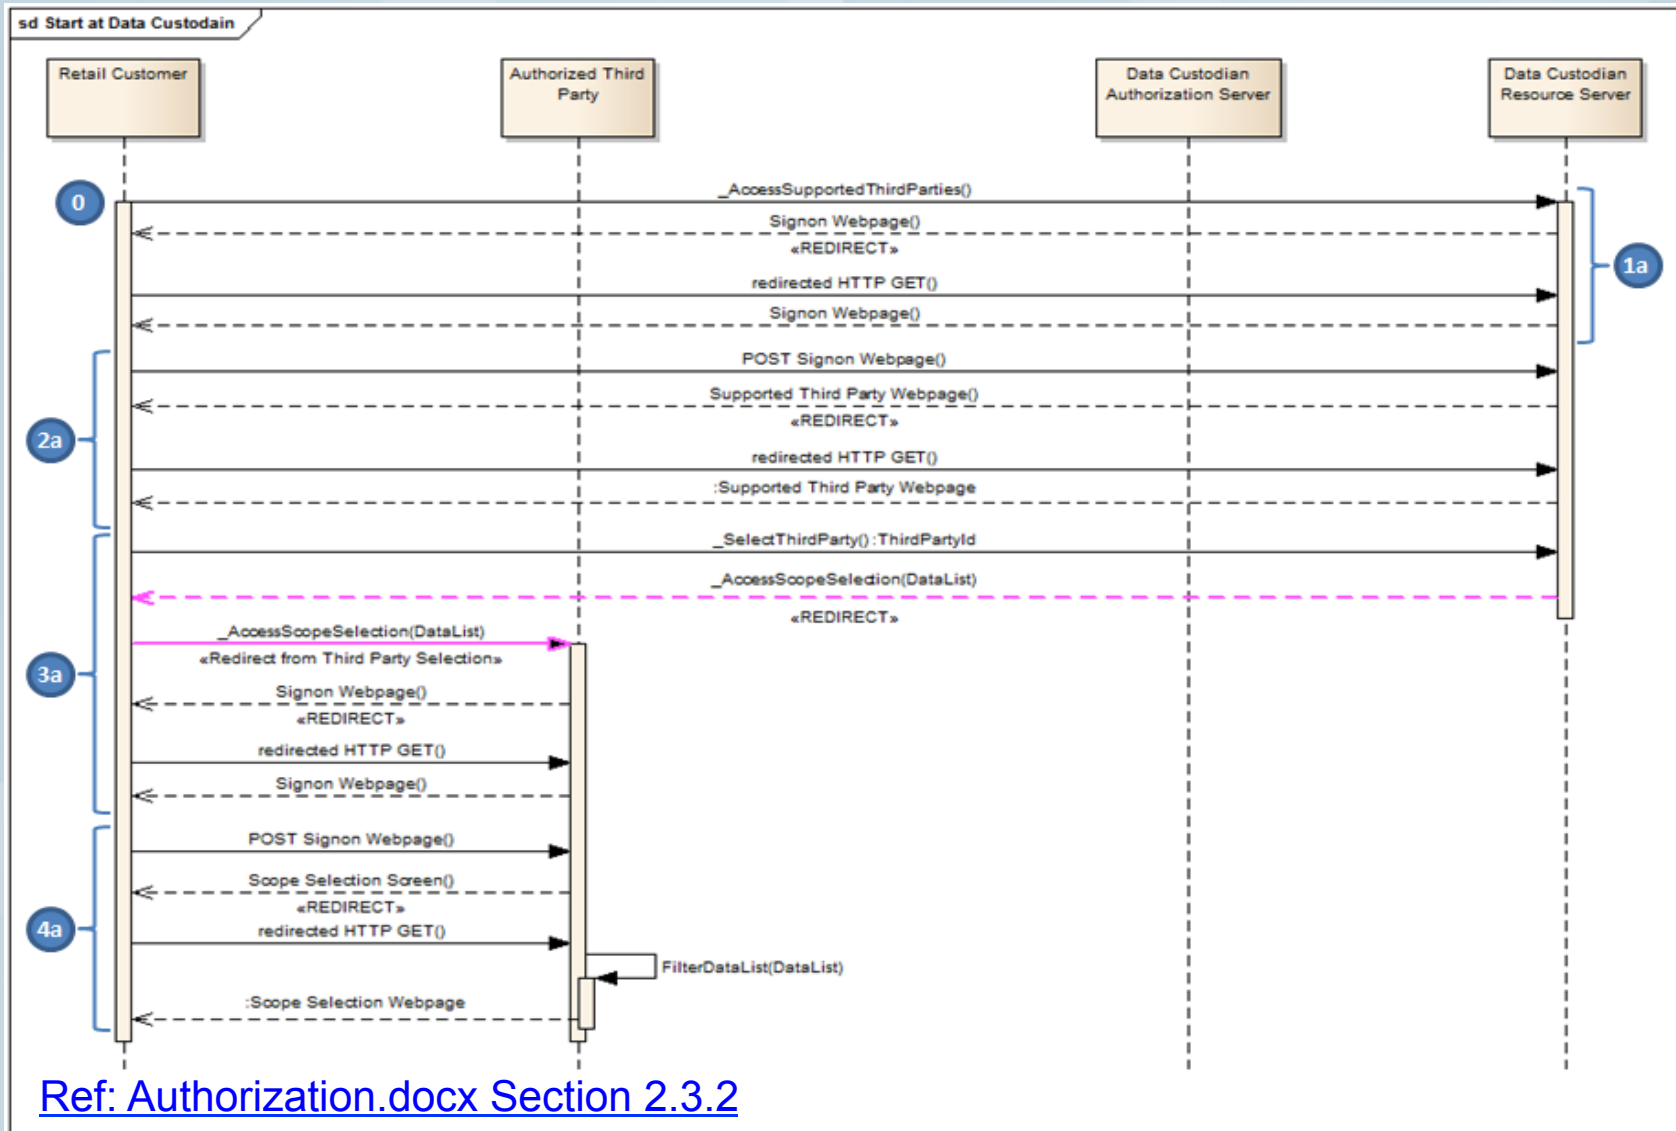 sd Start at Data Custodain
Retail Customer
Authorized Third
Party
Data Custodian
Authorization Server
Data Custodian
Resource Server
0
_AccessSupportedThirdParties()
Signon Webpage()
«REDIRECT»
1a
redirected HTTP GET()
Signon Webpage()
POST Signon Webpage()
Supported Third Party Webpage()
«REDIRECT»
2a
redirected HTTP GET()
:Supported Third Party Webpage
_SelectThirdParty() :ThirdPartyId
_AccessScopeSelection(DataList)
«REDIRECT»
_AccessScopeSelection(DataList)
«Redirect from Third Party Selection»
3a
Signon Webpage()
«REDIRECT»
redirected HTTP GET()
Signon Webpage()
POST Signon Webpage()
Scope Selection Screen()
«REDIRECT»
4a
redirected HTTP GET()
FilterDataList(DataList)
:Scope Selection Webpage
Ref: Authorization.docx Section 2.3.2